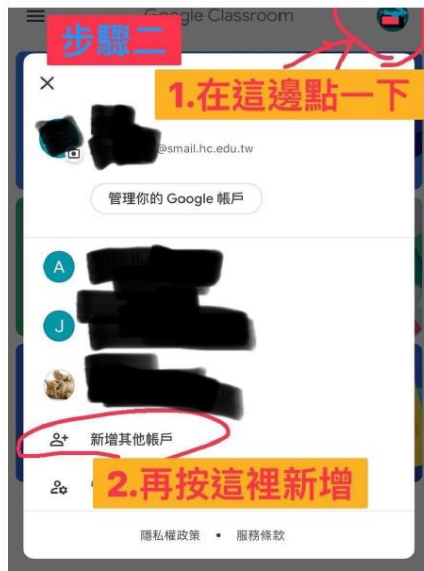 Google Classroom
步驟二
1.在這邊點一下
@smail.hc.edu.tw
管理你的 Google 帳戶
A
J
新增其他帳戶
2.再按這裡新增
隱私權政策 • 服務條款